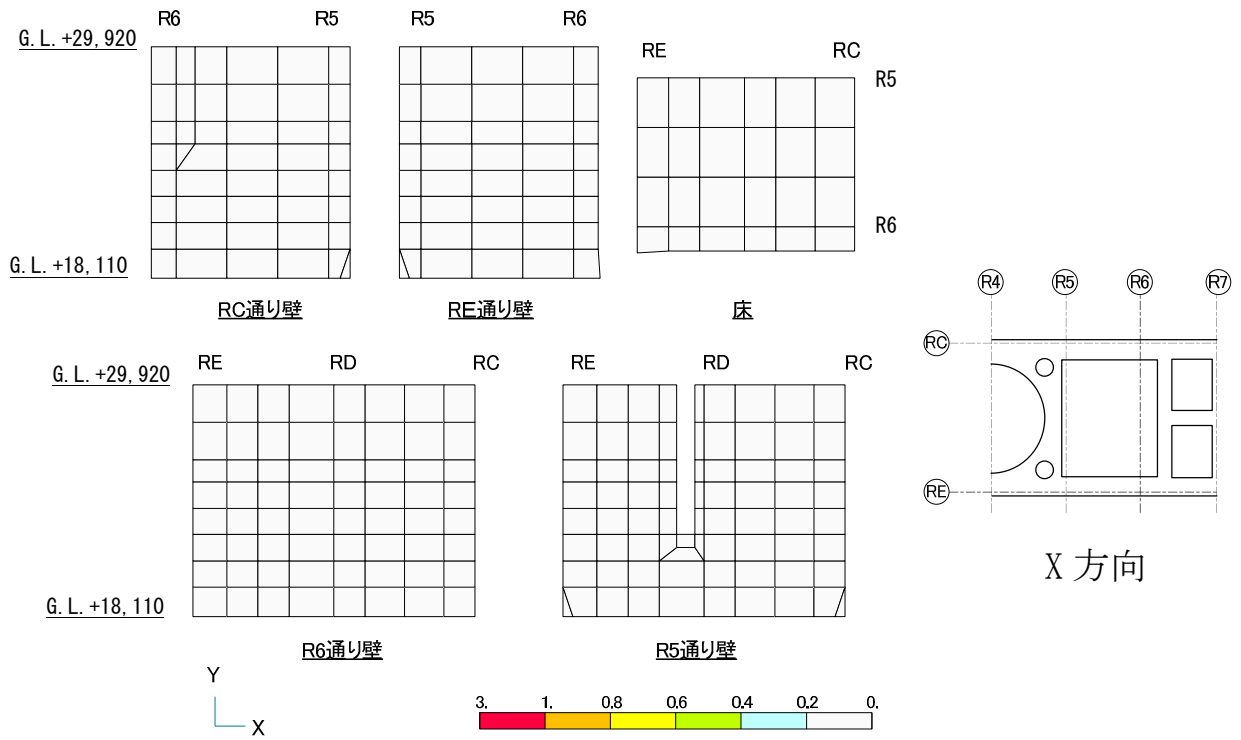 R6 R5 R5 R6
G.L.+29,920
RE RC
R5
R6
G.L.+18,110
RC通り壁 RE通り壁 床
R4 R5 R6 R7
RC
RE
X 方向
RE RD RC RE RD RC
G.L.+29,920
G.L.+18,110
R6通り壁 R5通り壁
Y
X
3. 1. 0.8 0.6 0.4 0.2 0.